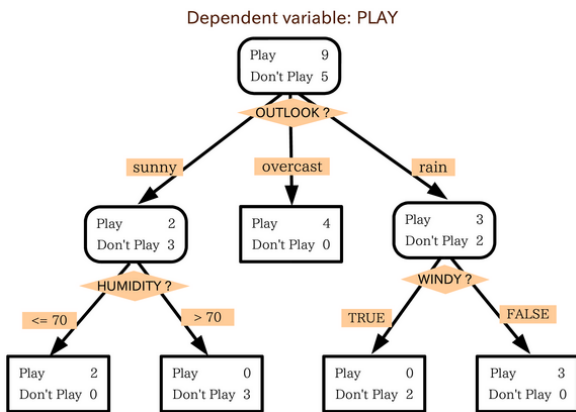 Dependent variable: PLAY
Play 9
Don't Play 5
OUTLOOK ?
sunny
overcast
rain
Play 2
Don't Play 3
Play 4
Don't Play 0
Play 3
Don't Play 2
HUMIDITY ?
WINDY ?
<= 70
> 70
TRUE
FALSE
Play 2
Don't Play 0
Play 0
Don't Play 3
Play 0
Don't Play 2
Play 3
Don't Play 0